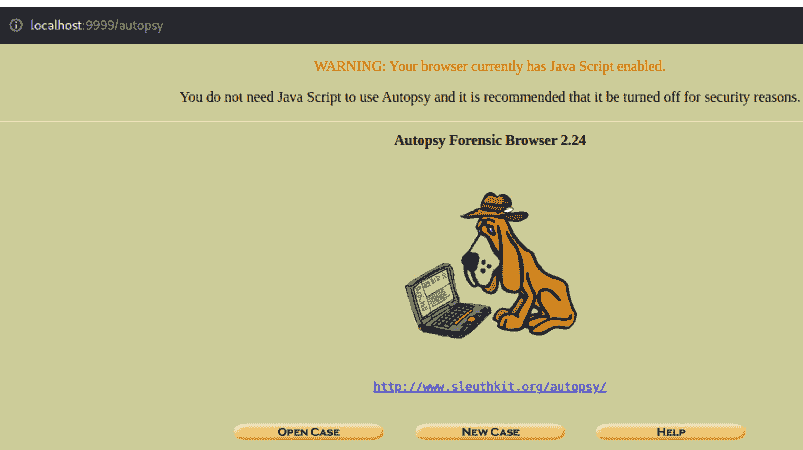 localhost:9999/autopsy
WARNING: Your browser currently has Java Script enabled.
You do not need Java Script to use Autopsy and it is recommended that it be turned off for security reasons.
Autopsy Forensic Browser 2.24
http://www.sleuthkit.org/autopsy/
OPEN CASE NEW CASE HELP